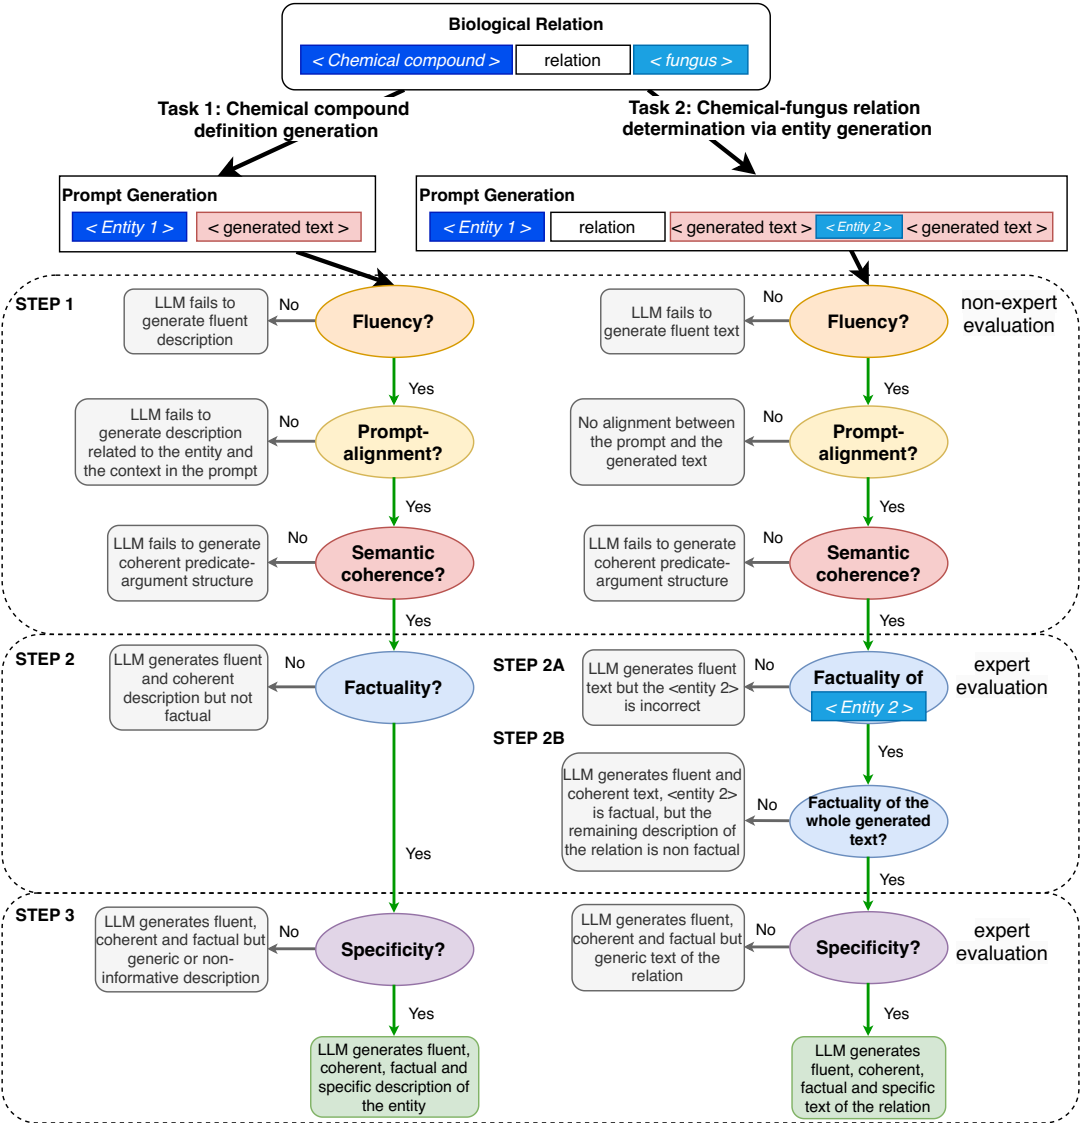 Biological Relation
< Chemical compound >
relation
< fungus >
Task 1: Chemical compound
definition generation
Task 2: Chemical-fungus relation
determination via entity generation
Prompt Generation
< Entity 1 >
< generated text >
Prompt Generation
< Entity 1 >
relation
< generated text >
< Entity 2 >
< generated text >
STEP 1
LLM fails to
generate fluent
description
No
Fluency?
Yes
LLM fails to
generate description
related to the entity and
the context in the prompt
No
Prompt-
alignment?
Yes
LLM fails to generate
coherent predicate-
argument structure
No
Semantic
coherence?
Yes
LLM fails to
generate fluent text
No
Fluency?
non-expert
evaluation
Yes
No alignment between
the prompt and the
generated text
No
Prompt-
alignment?
Yes
LLM fails to generate
coherent predicate-
argument structure
No
Semantic
coherence?
Yes
STEP 2
LLM generates fluent
and coherent
description but not
factual
No
Factuality?
Yes
STEP 2A
LLM generates fluent
text but the <entity 2>
is incorrect
No
Factuality of
< Entity 2 >
expert
evaluation
Yes
STEP 2B
LLM generates fluent and
coherent text, <entity 2>
is factual, but the
remaining description of
the relation is non factual
No
Factuality of the
whole generated
text?
Yes
STEP 3
LLM generates fluent,
coherent and factual but
generic or non-
informative description
No
Specificity?
Yes
LLM generates fluent,
coherent, factual and
specific description of
the entity
LLM generates fluent,
coherent and factual but
generic text of the
relation
No
Specificity?
expert
evaluation
Yes
LLM generates
fluent, coherent,
factual and specific
text of the relation